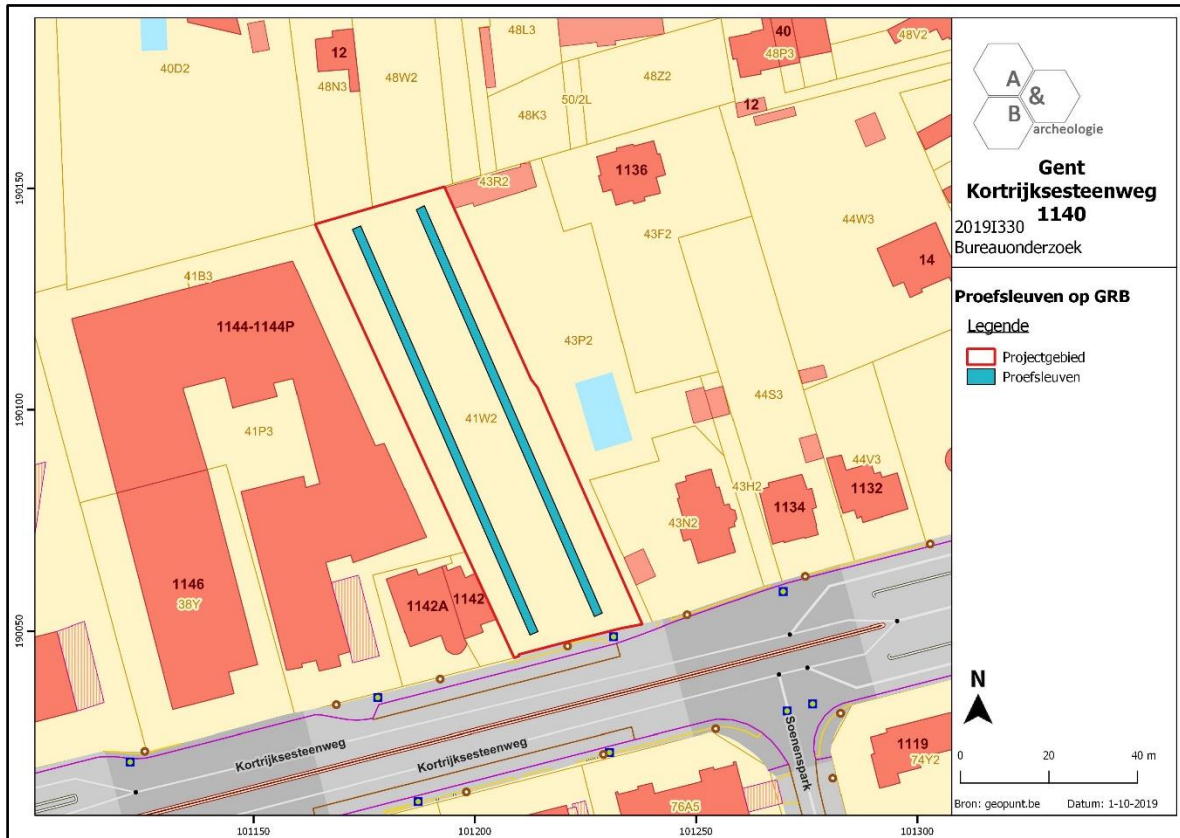 48L3
40
48V2
40D2
12
48N3
48W2
48Z2
48P3
50/2L
48K3
12
1136
43R2
190150
43F2
44W3
14
41B3
1144-1144P
43P2
190100
41P3
41W2
44S3
44V3
1132
43H2
1134
43N2
1146
38Y
1142A
1142
190050
Kortrijksesteenweg
Kortrijksesteenweg
Soenenspark
1119
74Y2
76A5
101150
101200
101250
101300
A
&
B
archeologie
Gent
Kortrijksesteenweg
1140
2019I330
Bureauonderzoek
Proefsleuven op GRB
Legende
Projectgebied
Proefsleuven
N
0 20 40 m
Bron: geopunt.be Datum: 1-10-2019